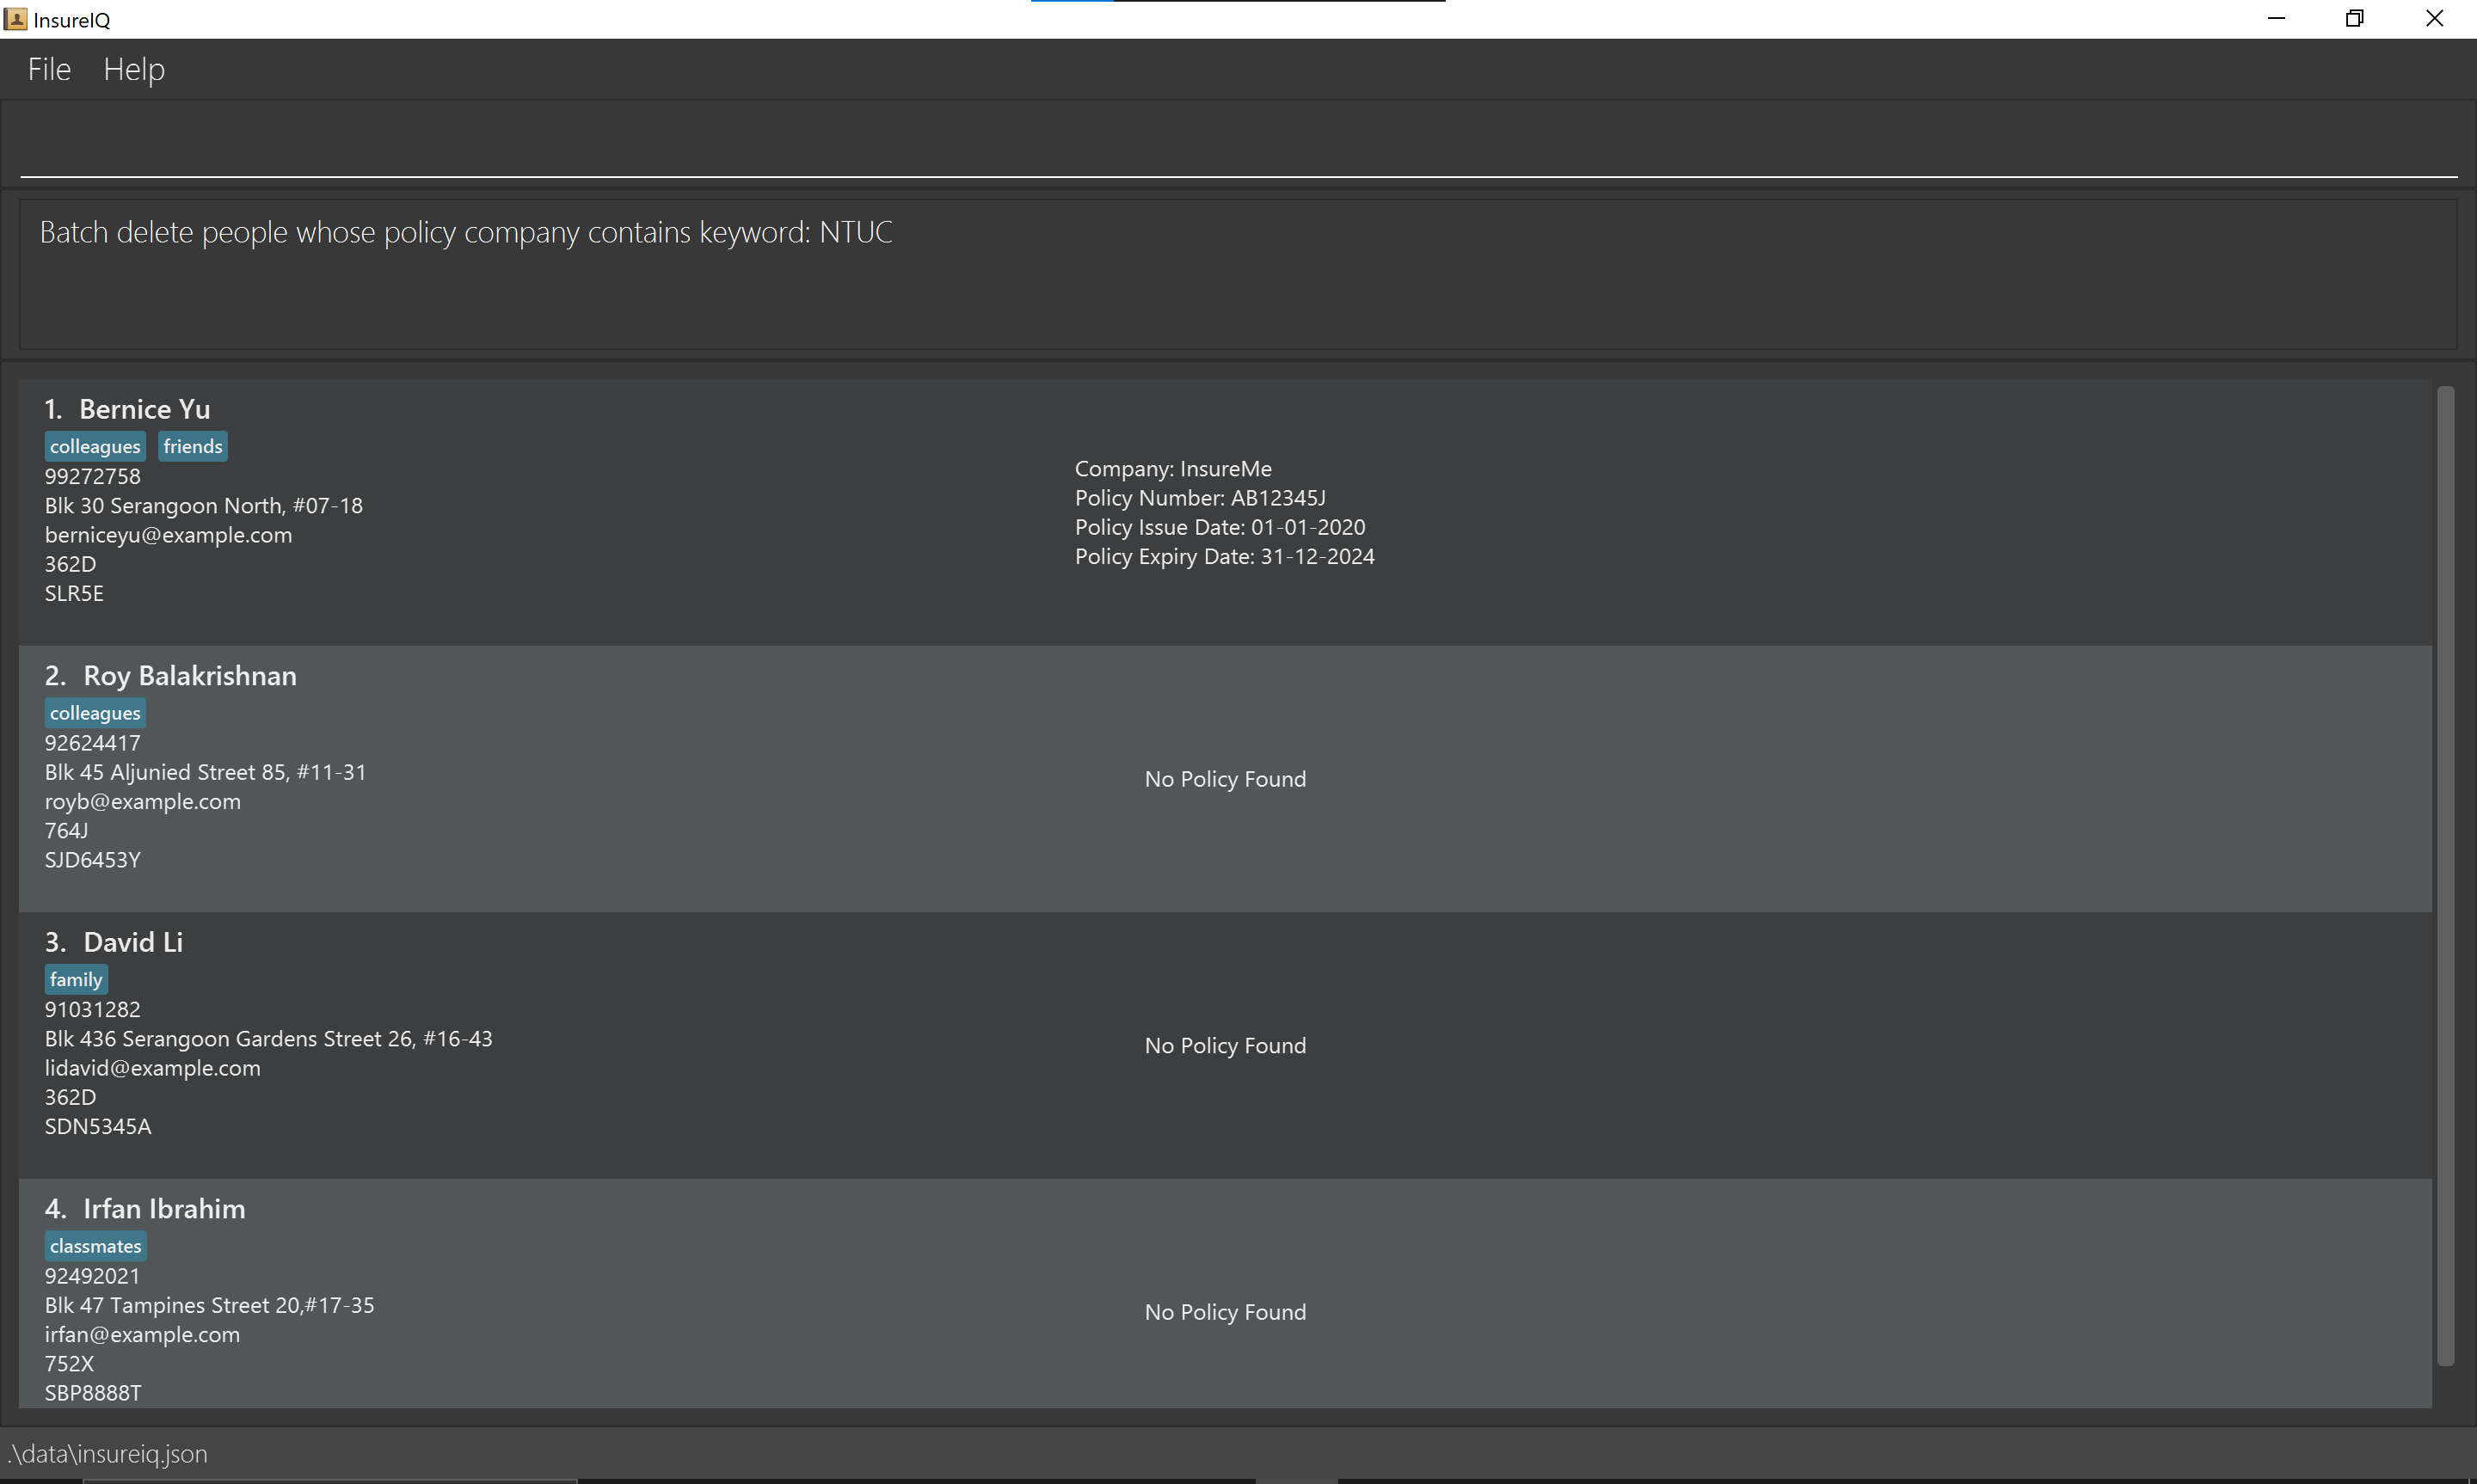 InsureIQ
File Help
Batch delete people whose policy company contains keyword: NTUC
1. Bernice Yu
colleagues friends
99272758
Blk 30 Serangoon North, #07-18
berniceyu@example.com
362D
SLR5E
Company: InsureMe
Policy Number: AB12345J
Policy Issue Date: 01-01-2020
Policy Expiry Date: 31-12-2024
2. Roy Balakrishnan
colleagues
92624417
Blk 45 Aljunied Street 85, #11-31
royb@example.com
764J
SJD6453Y
No Policy Found
3. David Li
family
91031282
Blk 436 Serangoon Gardens Street 26, #16-43
lidavid@example.com
362D
SDN5345A
No Policy Found
4. Irfan Ibrahim
classmates
92492021
Blk 47 Tampines Street 20,#17-35
irfan@example.com
752X
SBP8888T
No Policy Found
.\data\insureiq.json